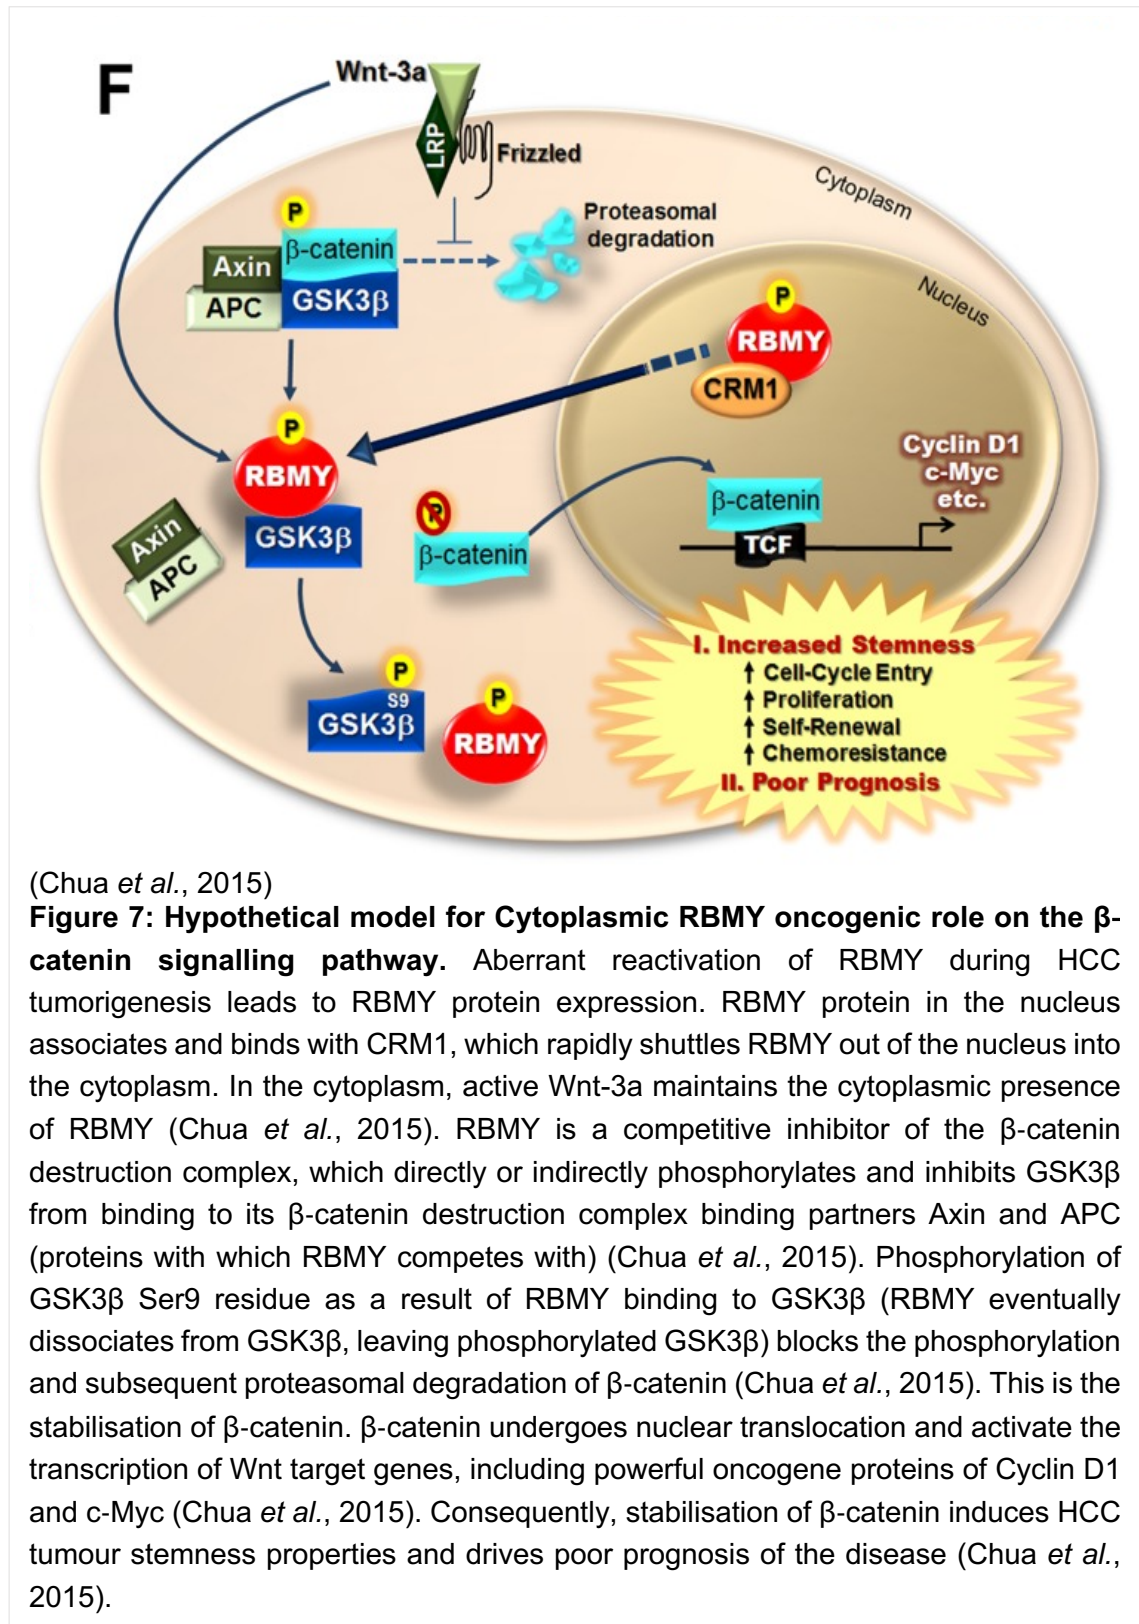 F
Wnt-3a
LRP
Frizzled
Cytoplasm
Proteasomal
degradation
P
β-catenin
Axin
GSK3β
APC
Nucleus
P
RBMY
CRM1
P
RBMY
GSK3β
Axin
APC
P
β-catenin
Cyclin D1
c-Myc
etc.
β-catenin
TCF
P
S9
GSK3β
P
RBMY
I. Increased Stemness
↑ Cell-Cycle Entry
↑ Proliferation
↑ Self-Renewal
↑ Chemoresistance
II. Poor Prognosis
(Chua et al., 2015)
Figure 7: Hypothetical model for Cytoplasmic RBMY oncogenic role on the β-
catenin signalling pathway. Aberrant reactivation of RBMY during HCC
tumorigenesis leads to RBMY protein expression. RBMY protein in the nucleus
associates and binds with CRM1, which rapidly shuttles RBMY out of the nucleus into
the cytoplasm. In the cytoplasm, active Wnt-3a maintains the cytoplasmic presence
of RBMY (Chua et al., 2015). RBMY is a competitive inhibitor of the β-catenin
destruction complex, which directly or indirectly phosphorylates and inhibits GSK3β
from binding to its β-catenin destruction complex binding partners Axin and APC
(proteins with which RBMY competes with) (Chua et al., 2015). Phosphorylation of
GSK3β Ser9 residue as a result of RBMY binding to GSK3β (RBMY eventually
dissociates from GSK3β, leaving phosphorylated GSK3β) blocks the phosphorylation
and subsequent proteasomal degradation of β-catenin (Chua et al., 2015). This is the
stabilisation of β-catenin. β-catenin undergoes nuclear translocation and activate the
transcription of Wnt target genes, including powerful oncogene proteins of Cyclin D1
and c-Myc (Chua et al., 2015). Consequently, stabilisation of β-catenin induces HCC
tumour stemness properties and drives poor prognosis of the disease (Chua et al.,
2015).